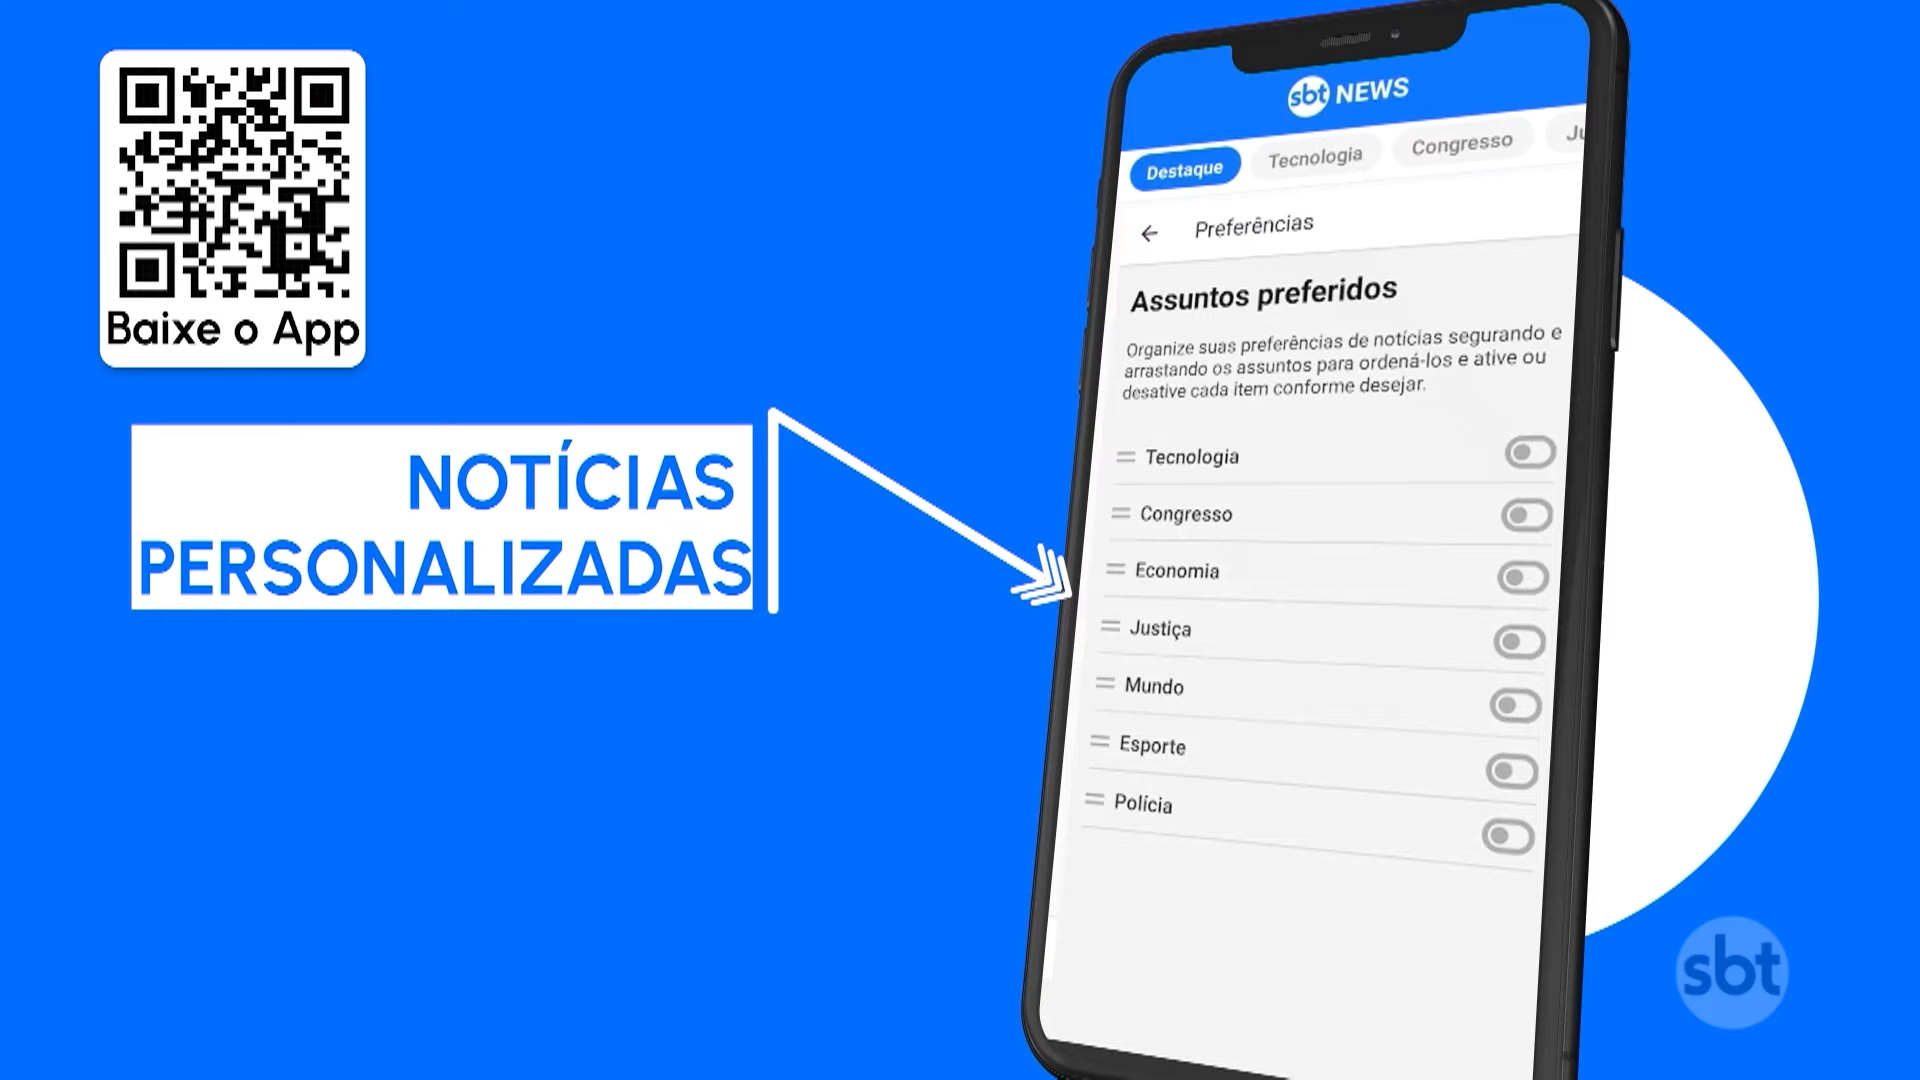 Baixe o App
NOTÍCIAS
PERSONALIZADAS
sbt NEWS
Destaque Tecnologia Congresso
Preferências
Assuntos preferidos
Organize suas preferências de notícias segurando e
arrastando os assuntos para ordená-los e ative ou
desative cada item conforme desejar.
Tecnologia
Congresso
Economia
Justiça
Mundo
Esporte
Polícia
sbt